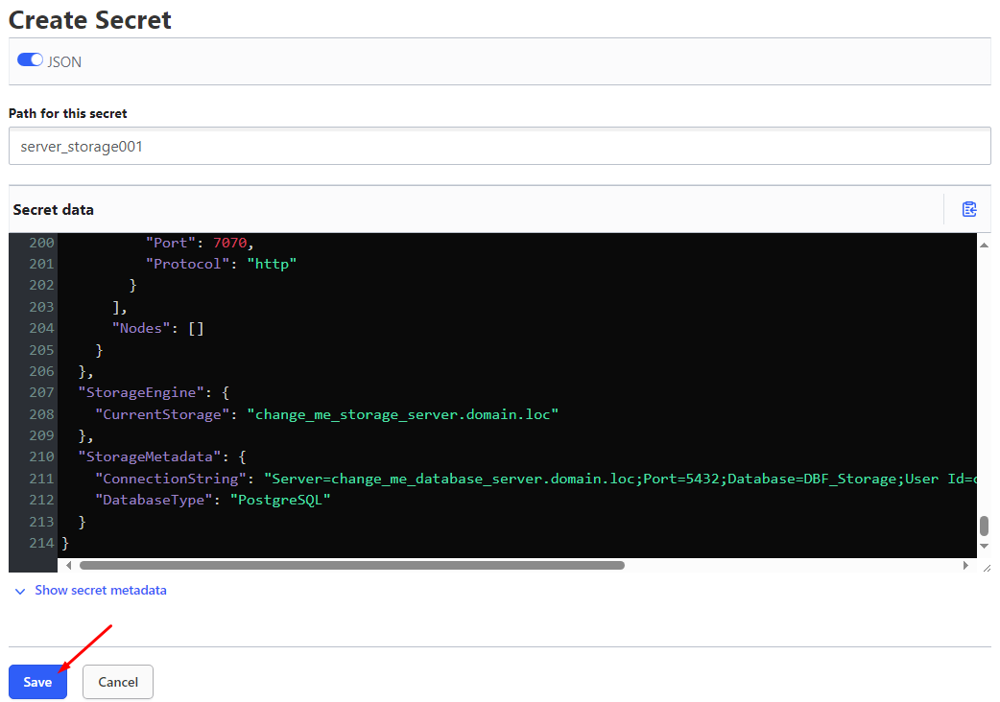 Create Secret
JSON
Path for this secret
server_storage001
Secret data
200 "Port": 7070,
201 "Protocol": "http"
202 }
203 ],
204 "Nodes": []
205 }
206 },
207 "StorageEngine": {
208 "CurrentStorage": "change_me_storage_server.domain.loc"
209 },
210 "StorageMetadata": {
211 "ConnectionString": "Server=change_me_database_server.domain.loc;Port=5432;Database=DBF_Storage;User Id=
212 "DatabaseType": "PostgreSQL"
213 }
214 }
Show secret metadata
Save Cancel